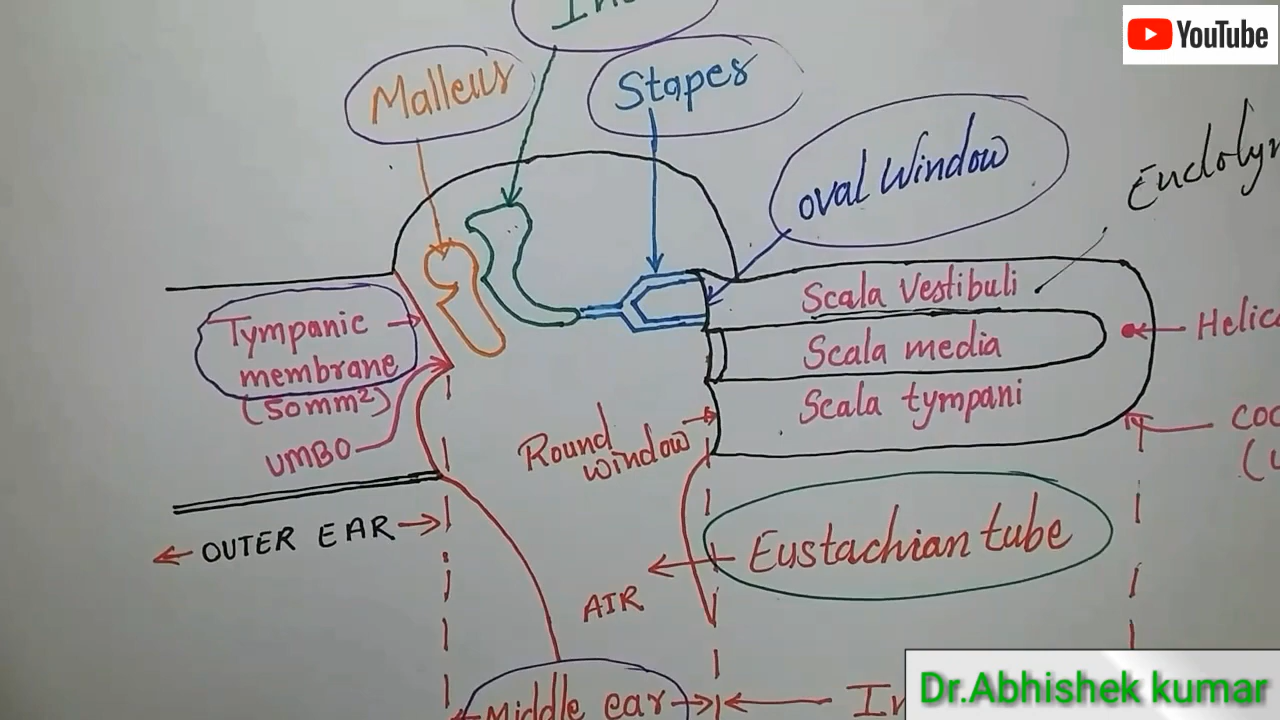 YouTube
Malleus
Stapes
oval Window
Scala Vestibuli
Scala media
Scala tympani
Tympanic
membrane
(50mm²)
UMBO
Round
window
OUTER EAR
Eustachian tube
AIR
Middle ear
Dr.Abhishek kumar